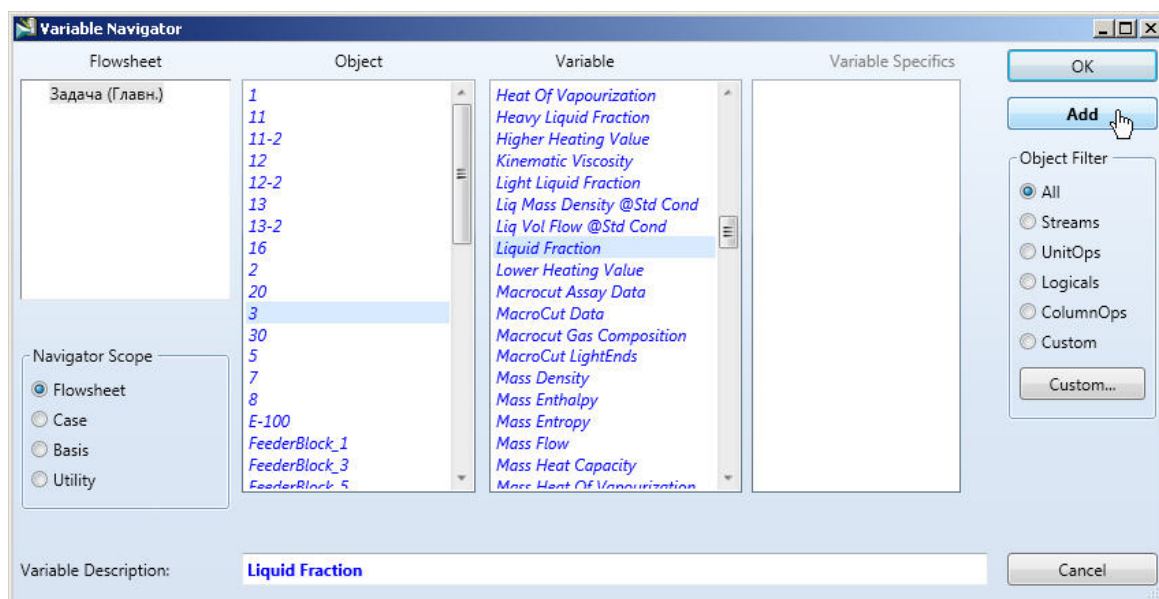 Variable Navigator
Flowsheet
Задача (Главн.)
Object
1
11
11-2
12
12-2
13
13-2
16
2
20
3
30
5
7
8
E-100
FeederBlock_1
FeederBlock_3
FeederBlock_5
Variable
Heat Of Vapourization
Heavy Liquid Fraction
Higher Heating Value
Kinematic Viscosity
Light Liquid Fraction
Liq Mass Density @Std Cond
Liq Vol Flow @Std Cond
Liquid Fraction
Lower Heating Value
Macrocut Assay Data
MacroCut Data
Macrocut Gas Composition
MacroCut LightEnds
Mass Density
Mass Enthalpy
Mass Entropy
Mass Flow
Mass Heat Capacity
Mass Heat Of Vapourization
Variable Specifics
OK
Add
Object Filter
All
Streams
UnitOps
Logicals
ColumnOps
Custom
Custom...
Navigator Scope
Flowsheet
Case
Basis
Utility
Variable Description:
Liquid Fraction
Cancel